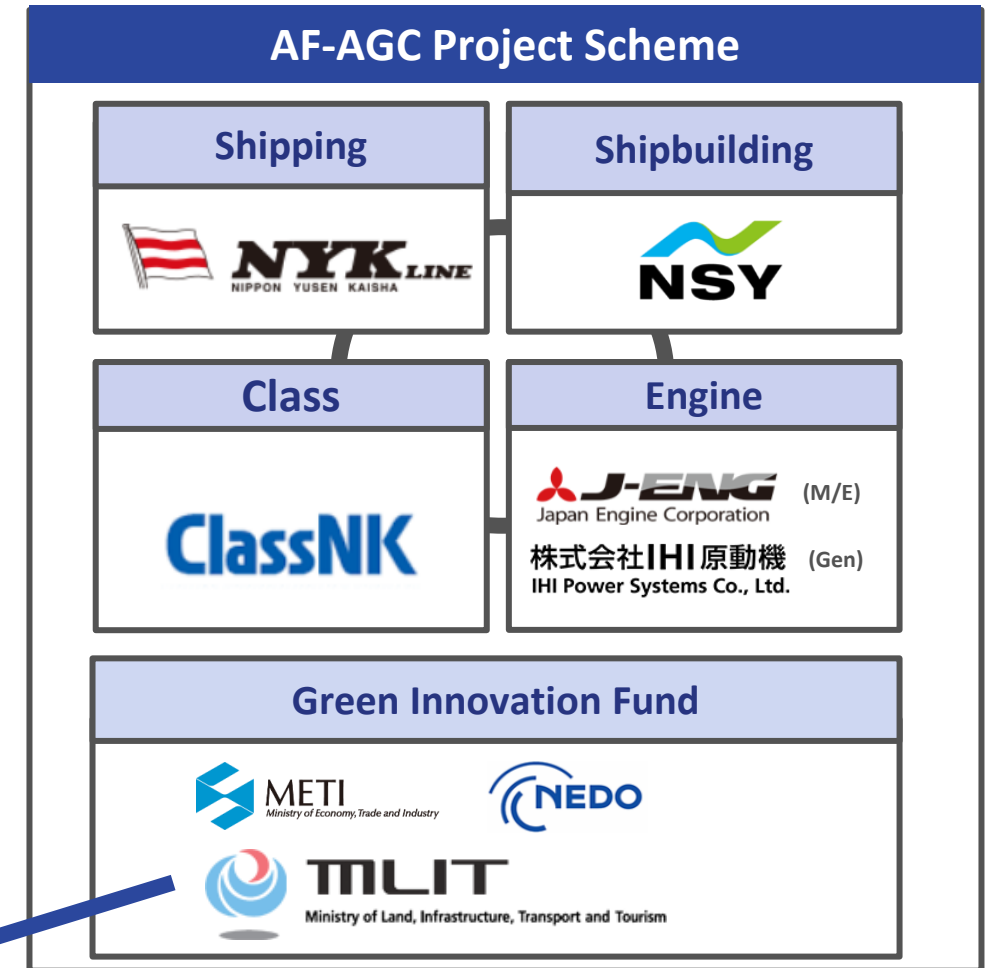 AF-AGC Project Scheme
Shipping
NYK LINE
NIPPON YUSEN KAISHA
Shipbuilding
NSY
Class
ClassNK
Engine
J-ENG (M/E)
Japan Engine Corporation
株式会社IHI原動機 (Gen)
IHI Power Systems Co., Ltd.
Green Innovation Fund
METI
Ministry of Economy, Trade and Industry
NEDO
MLIT
Ministry of Land, Infrastructure, Transport and Tourism